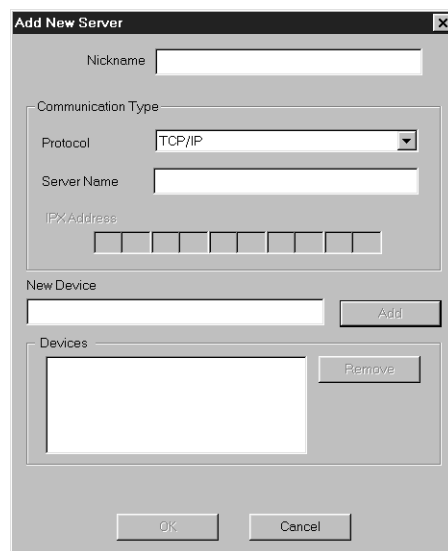 Add New Server
Nickname
Communication Type
Protocol
TCP/IP
Server Name
IPX Address
New Device
Add
Devices
Remove
OK
Cancel